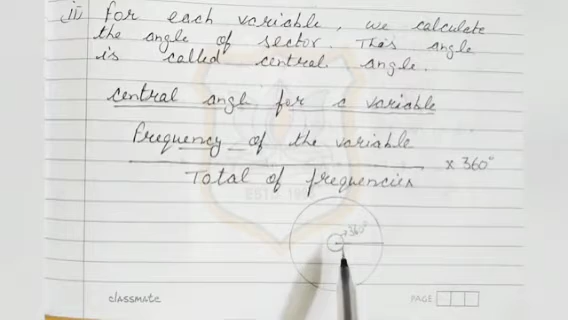 iii) For each variable, we calculate
the angle of sector. This angle
is called central angle.
central angle for a variable
Frequency of the variable
Total of frequencies
x 360°
360°
classmate
PAGE